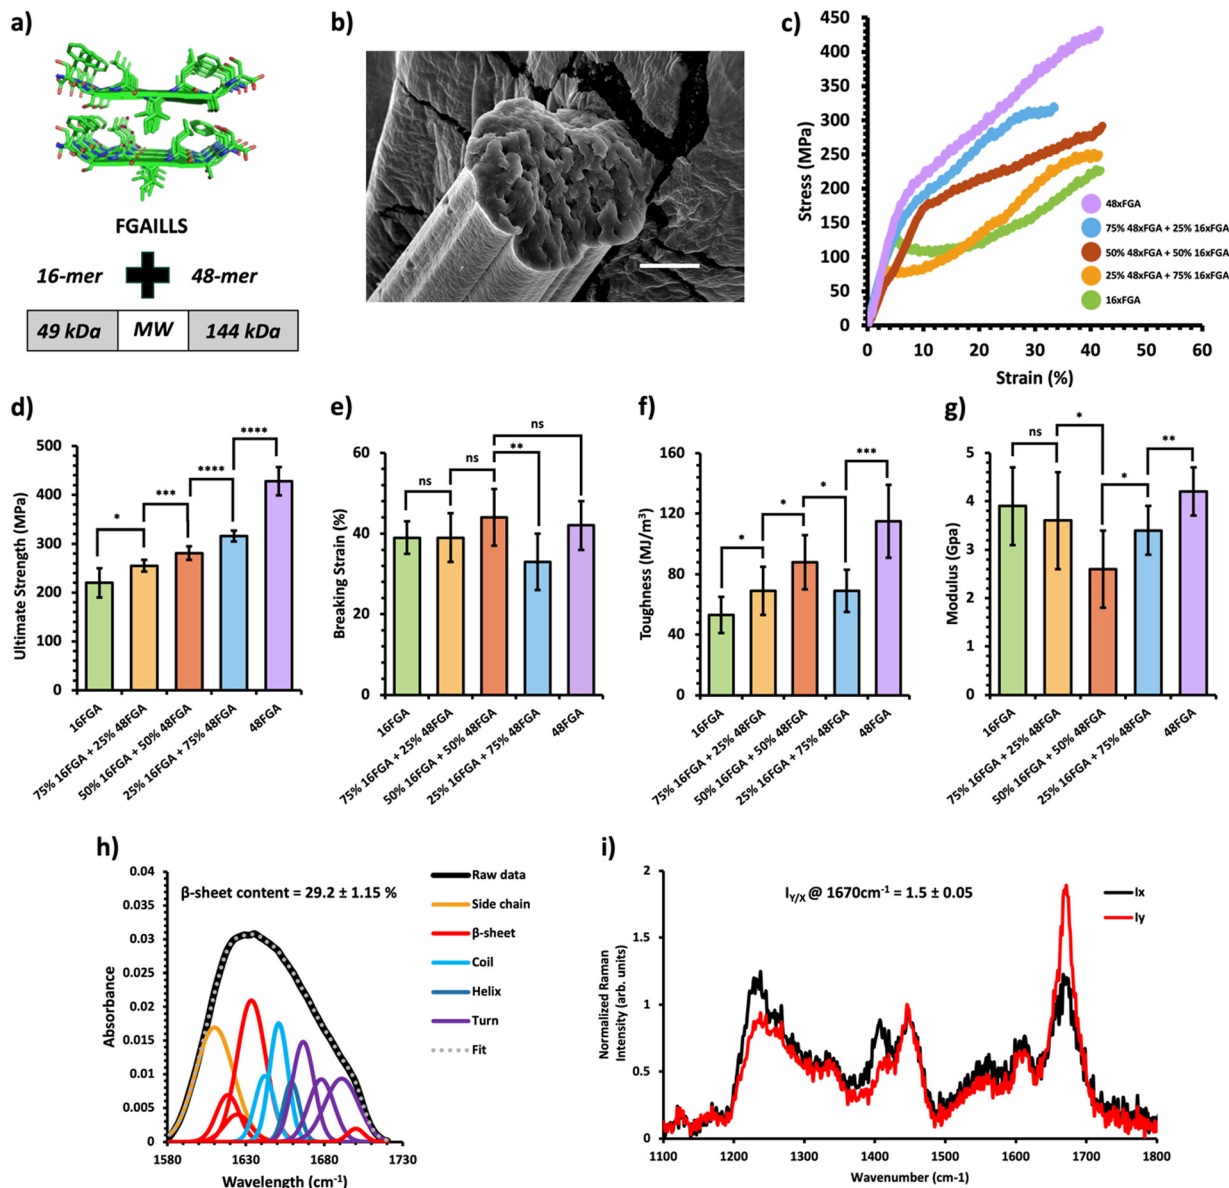 a)
FGAILLS
16-mer
48-mer
49 kDa
MW
144 kDa
b)
c)
Stress (MPa)
450
400
350
300
250
200
150
100
50
0
0
10
20
30
40
50
60
Strain (%)
48xFGA
75% 48xFGA + 25% 16xFGA
50% 48xFGA + 50% 16xFGA
25% 48xFGA + 75% 16xFGA
16xFGA
d)
Ultimate Strength (MPa)
500
400
300
200
100
0
*
***
****
****
16FGA
75% 16FGA + 25% 48FGA
50% 16FGA + 50% 48FGA
25% 16FGA + 75% 48FGA
48FGA
e)
Breaking Strain (%)
60
40
20
0
ns
ns
**
ns
16FGA
75% 16FGA + 25% 48FGA
50% 16FGA + 50% 48FGA
25% 16FGA + 75% 48FGA
48FGA
f)
Toughness (MJ/m³)
160
120
80
40
0
*
*
*
***
16FGA
75% 16FGA + 25% 48FGA
50% 16FGA + 50% 48FGA
25% 16FGA + 75% 48FGA
48FGA
g)
Modulus (Gpa)
5
4
3
2
1
0
ns
*
*
**
16FGA
75% 16FGA + 25% 48FGA
50% 16FGA + 50% 48FGA
25% 16FGA + 75% 48FGA
48FGA
h)
Absorbance
0.04
0.035
0.03
0.025
0.02
0.015
0.01
0.005
0
1580
1630
1680
1730
Wavelength (cm⁻¹)
β-sheet content = 29.2 ± 1.15 %
Raw data
Side chain
β-sheet
Coil
Helix
Turn
Fit
i)
Normalized Raman
Intensity (arb. units)
2
1.5
1
0.5
0
1100
1200
1300
1400
1500
1600
1700
1800
Wavenumber (cm-1)
I_Y/X @ 1670cm⁻¹ = 1.5 ± 0.05
Ix
Iy